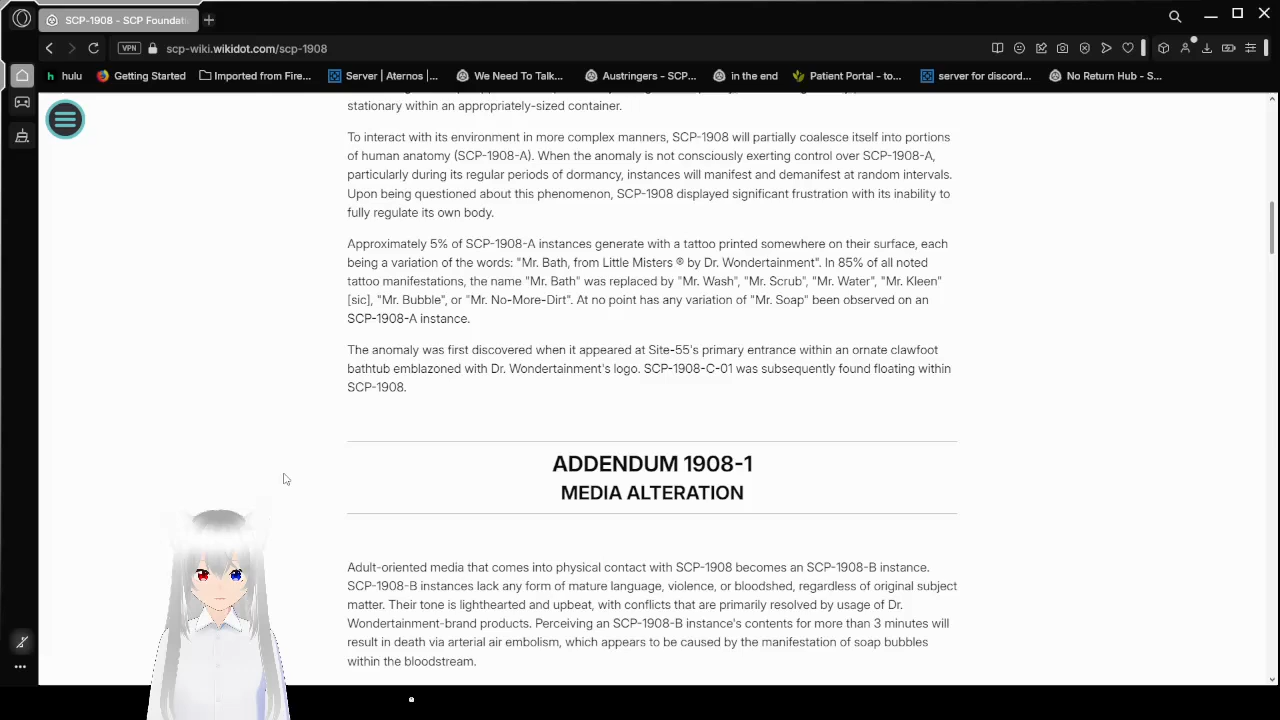 SCP-1908 - SCP Foundati
scp-wiki.wikidot.com/scp-1908
VPN
hulu
Getting Started
Imported from Fire...
Server | Aternos |...
We Need To Talk...
Austringers - SCP...
in the end
Patient Portal - to...
server for discord...
No Return Hub - S...
stationary within an appropriately-sized container.
To interact with its environment in more complex manners, SCP-1908 will partially coalesce itself into portions
of human anatomy (SCP-1908-A). When the anomaly is not consciously exerting control over SCP-1908-A,
particularly during its regular periods of dormancy, instances will manifest and demanifest at random intervals.
Upon being questioned about this phenomenon, SCP-1908 displayed significant frustration with its inability to
fully regulate its own body.
Approximately 5% of SCP-1908-A instances generate with a tattoo printed somewhere on their surface, each
being a variation of the words: "Mr. Bath, from Little Misters ® by Dr. Wondertainment". In 85% of all noted
tattoo manifestations, the name "Mr. Bath" was replaced by "Mr. Wash", "Mr. Scrub", "Mr. Water", "Mr. Kleen"
[sic], "Mr. Bubble", or "Mr. No-More-Dirt". At no point has any variation of "Mr. Soap" been observed on an
SCP-1908-A instance.
The anomaly was first discovered when it appeared at Site-55's primary entrance within an ornate clawfoot
bathtub emblazoned with Dr. Wondertainment's logo. SCP-1908-C-01 was subsequently found floating within
SCP-1908.
ADDENDUM 1908-1
MEDIA ALTERATION
Adult-oriented media that comes into physical contact with SCP-1908 becomes an SCP-1908-B instance.
SCP-1908-B instances lack any form of mature language, violence, or bloodshed, regardless of original subject
matter. Their tone is lighthearted and upbeat, with conflicts that are primarily resolved by usage of Dr.
Wondertainment-brand products. Perceiving an SCP-1908-B instance's contents for more than 3 minutes will
result in death via arterial air embolism, which appears to be caused by the manifestation of soap bubbles
within the bloodstream.